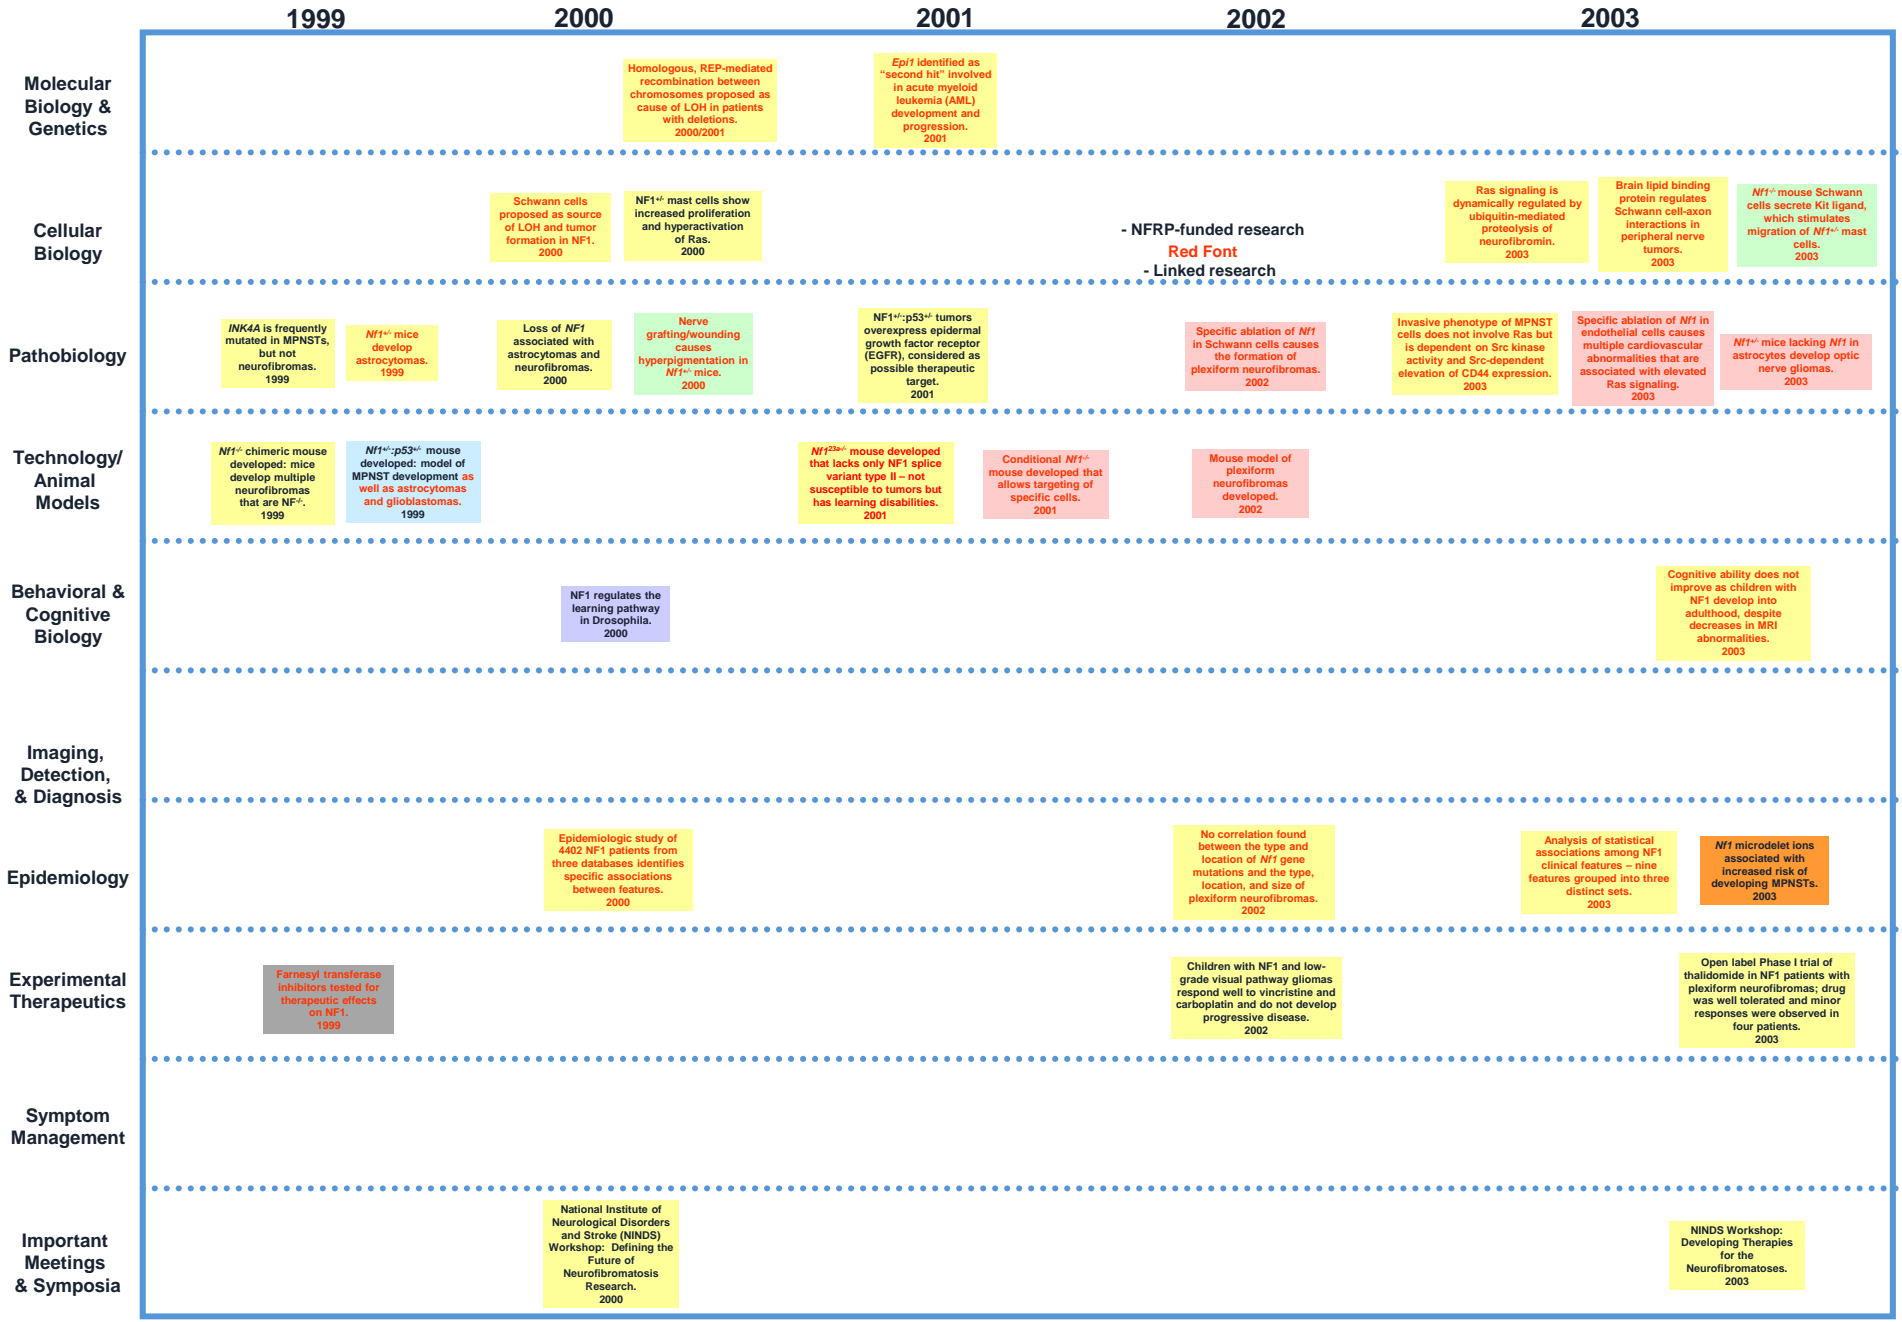 1999 2000 2001 2002 2003
Molecular
Biology &
Genetics
Homologous, REP-mediated
recombination between
chromosomes proposed as
cause of LOH in patients
with deletions.
2000/2001
Epi1 identified as
“second hit” involved
in acute myeloid
leukemia (AML)
development and
progression.
2001
Cellular
Biology
Schwann cells
proposed as source
of LOH and tumor
formation in NF1.
2000
NF1+/- mast cells show
increased proliferation
and hyperactivation
of Ras.
2000
- NFRP-funded research
Red Font
- Linked research
Ras signaling is
dynamically regulated by
ubiquitin-mediated
proteolysis of
neurofibromin.
2003
Brain lipid binding
protein regulates
Schwann cell-axon
interactions in
peripheral nerve
tumors.
2003
Nf1-/- mouse Schwann
cells secrete Kit ligand,
which stimulates
migration of Nf1+/- mast
cells.
2003
Pathobiology
INK4A is frequently
mutated in MPNSTs,
but not
neurofibromas.
1999
Nf1+/- mice
develop
astrocytomas.
1999
Loss of NF1
associated with
astrocytomas and
neurofibromas.
2000
Nerve
grafting/wounding
causes
hyperpigmentation in
Nf1+/- mice.
2000
NF1+/-:p53+/- tumors
overexpress epidermal
growth factor receptor
(EGFR), considered as
possible therapeutic
target.
2001
Specific ablation of Nf1
in Schwann cells causes
the formation of
plexiform neurofibromas.
2002
Invasive phenotype of MPNST
cells does not involve Ras but
is dependent on Src kinase
activity and Src-dependent
elevation of CD44 expression.
2003
Specific ablation of Nf1 in
endothelial cells causes
multiple cardiovascular
abnormalities that are
associated with elevated
Ras signaling.
2003
Nf1+/- mice lacking Nf1 in
astrocytes develop optic
nerve gliomas.
2003
Technology/
Animal
Models
Nf1-/- chimeric mouse
developed: mice
develop multiple
neurofibromas
that are NF-/-.
1999
Nf1+/-:p53+/- mouse
developed: model of
MPNST development as
well as astrocytomas
and glioblastomas.
1999
Nf123a-/- mouse developed
that lacks only NF1 splice
variant type II – not
susceptible to tumors but
has learning disabilities.
2001
Conditional Nf1-/-
mouse developed that
allows targeting of
specific cells.
2001
Mouse model of
plexiform
neurofibromas
developed.
2002
Behavioral &
Cognitive
Biology
NF1 regulates the
learning pathway
in Drosophila.
2000
Cognitive ability does not
improve as children with
NF1 develop into
adulthood, despite
decreases in MRI
abnormalities.
2003
Imaging,
Detection,
& Diagnosis
Epidemiology
Epidemiologic study of
4402 NF1 patients from
three databases identifies
specific associations
between features.
2000
No correlation found
between the type and
location of Nf1 gene
mutations and the type,
location, and size of
plexiform neurofibromas.
2002
Analysis of statistical
associations among NF1
clinical features – nine
features grouped into three
distinct sets.
2003
Nf1 microdelet ions
associated with
increased risk of
developing MPNSTs.
2003
Experimental
Therapeutics
Farnesyl transferase
inhibitors tested for
therapeutic effects
on NF1.
1999
Children with NF1 and low-
grade visual pathway gliomas
respond well to vincristine and
carboplatin and do not develop
progressive disease.
2002
Open label Phase I trial of
thalidomide in NF1 patients with
plexiform neurofibromas; drug
was well tolerated and minor
responses were observed in
four patients.
2003
Symptom
Management
Important
Meetings
& Symposia
National Institute of
Neurological Disorders
and Stroke (NINDS)
Workshop: Defining the
Future of
Neurofibromatosis
Research.
2000
NINDS Workshop:
Developing Therapies
for the
Neurofibromatoses.
2003